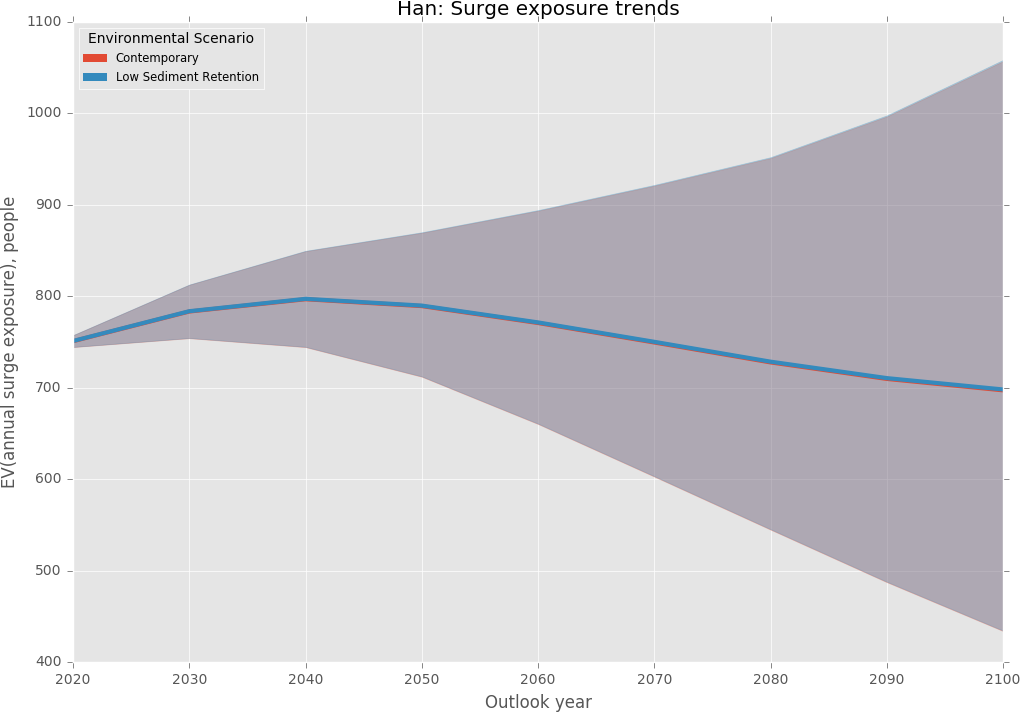 Han: Surge exposure trends
Environmental Scenario
Contemporary
Low Sediment Retention
EV(annual surge exposure), people
1100
1000
900
800
700
600
500
400
2020 2030 2040 2050 2060 2070 2080 2090 2100
Outlook year